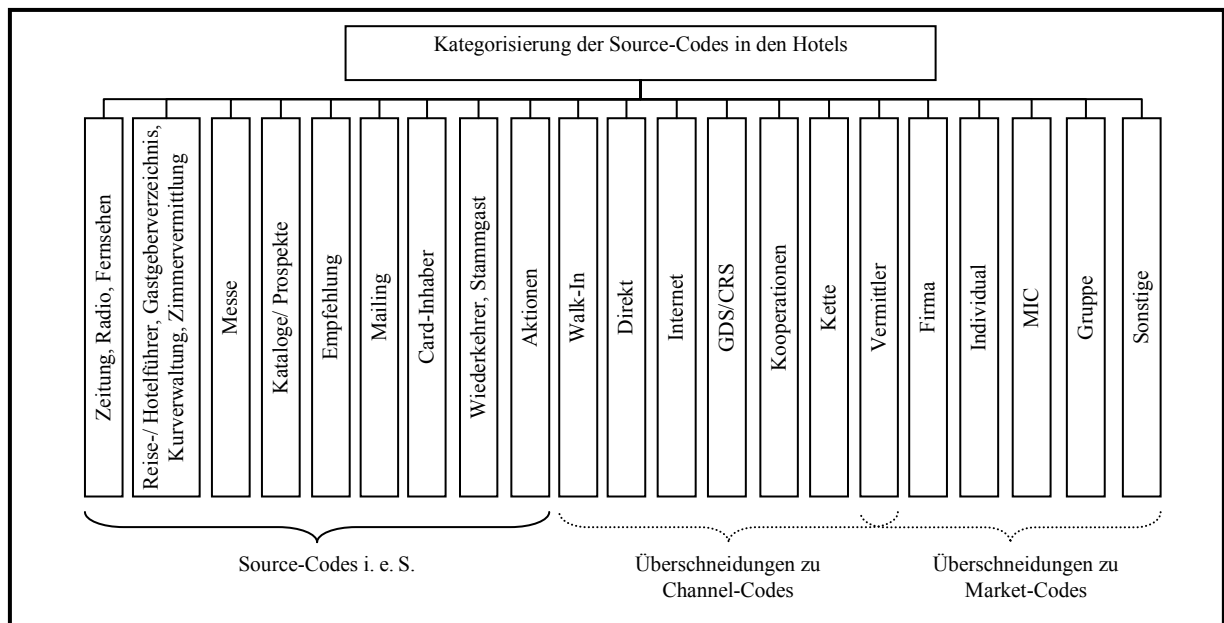 Kategorisierung der Source-Codes in den Hotels
Zeitung, Radio, Fernsehen
Reise-/ Hotelführer, Gastgeberverzeichnis,
Kurverwaltung, Zimmervermittlung
Messe
Kataloge/ Prospekte
Empfehlung
Mailing
Card-Inhaber
Wiederkehrer, Stammgast
Aktionen
Walk-In
Direkt
Internet
GDS/CRS
Kooperationen
Kette
Vermittler
Firma
Individual
MIC
Gruppe
Sonstige
Source-Codes i. e. S.
Überschneidungen zu
Channel-Codes
Überschneidungen zu
Market-Codes